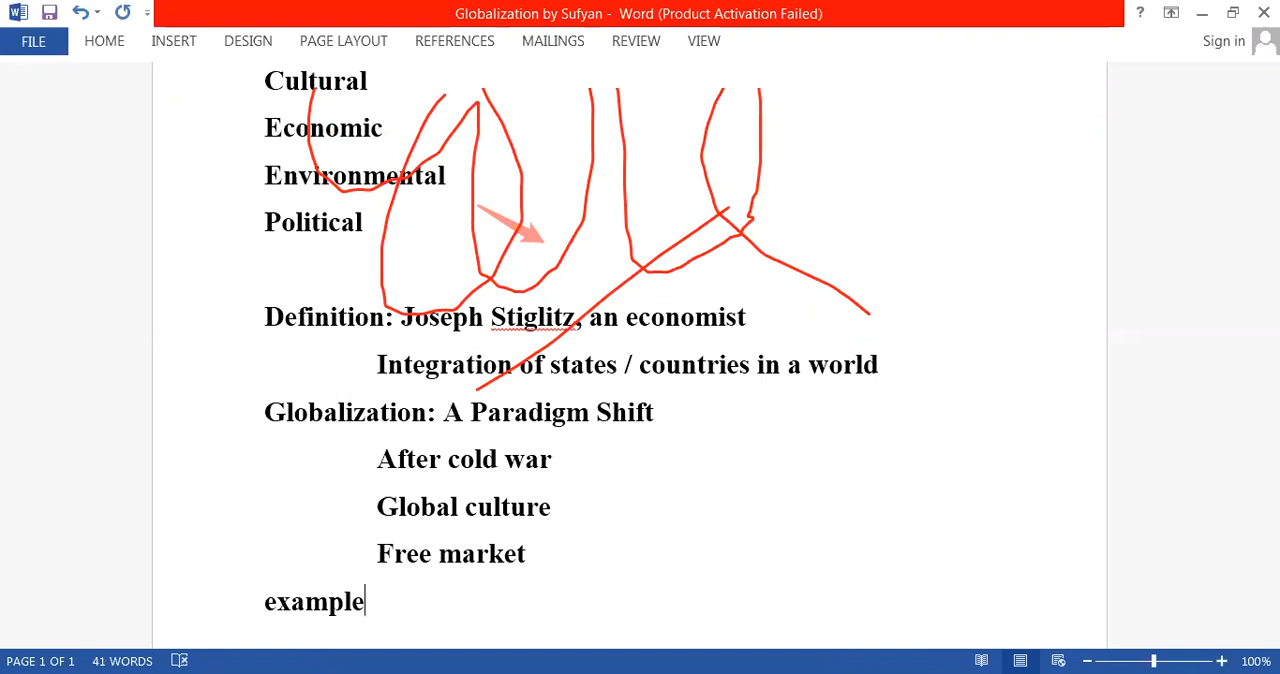 Globalization by Sufyan - Word (Product Activation Failed)
?
FILE HOME INSERT DESIGN PAGE LAYOUT REFERENCES MAILINGS REVIEW VIEW Sign in
Cultural
Economic
Environmental
Political
Definition: Joseph Stiglitz, an economist
Integration of states / countries in a world
Globalization: A Paradigm Shift
After cold war
Global culture
Free market
example
PAGE 1 OF 1 41 WORDS 100%